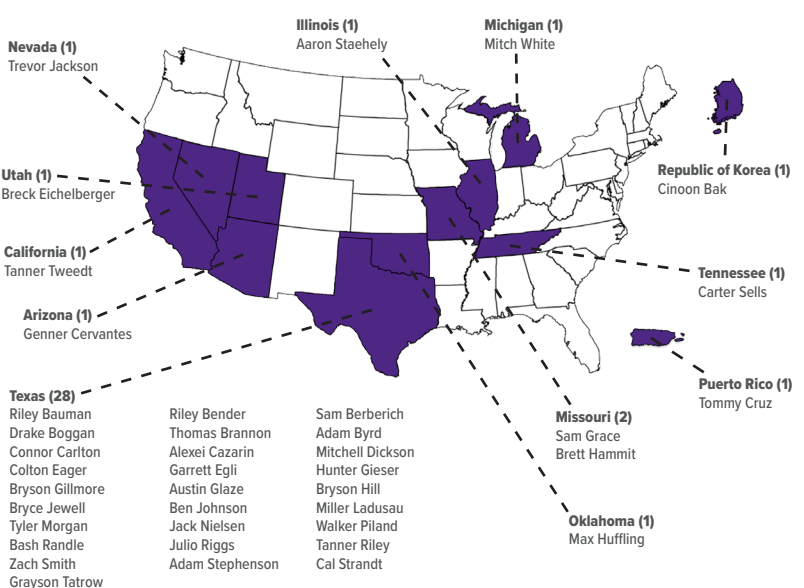 Illinois (1)
Aaron Staehely
Michigan (1)
Mitch White
Nevada (1)
Trevor Jackson
Republic of Korea (1)
Cinoon Bak
Utah (1)
Breck Eichelberger
California (1)
Tanner Tweedt
Tennessee (1)
Carter Sells
Arizona (1)
Genner Cervantes
Puerto Rico (1)
Tommy Cruz
Texas (28)
Riley Bauman
Drake Boggan
Connor Carlton
Colton Eager
Bryson Gillmore
Bryce Jewell
Tyler Morgan
Bash Randle
Zach Smith
Grayson Tatrow
Riley Bender
Thomas Brannon
Alexei Cazarin
Garrett Egli
Austin Glaze
Ben Johnson
Jack Nielsen
Julio Riggs
Adam Stephenson
Sam Berberich
Adam Byrd
Mitchell Dickson
Hunter Gieser
Bryson Hill
Miller Ladusau
Walker Piland
Tanner Riley
Cal Strandt
Missouri (2)
Sam Grace
Brett Hammit
Oklahoma (1)
Max Huffling